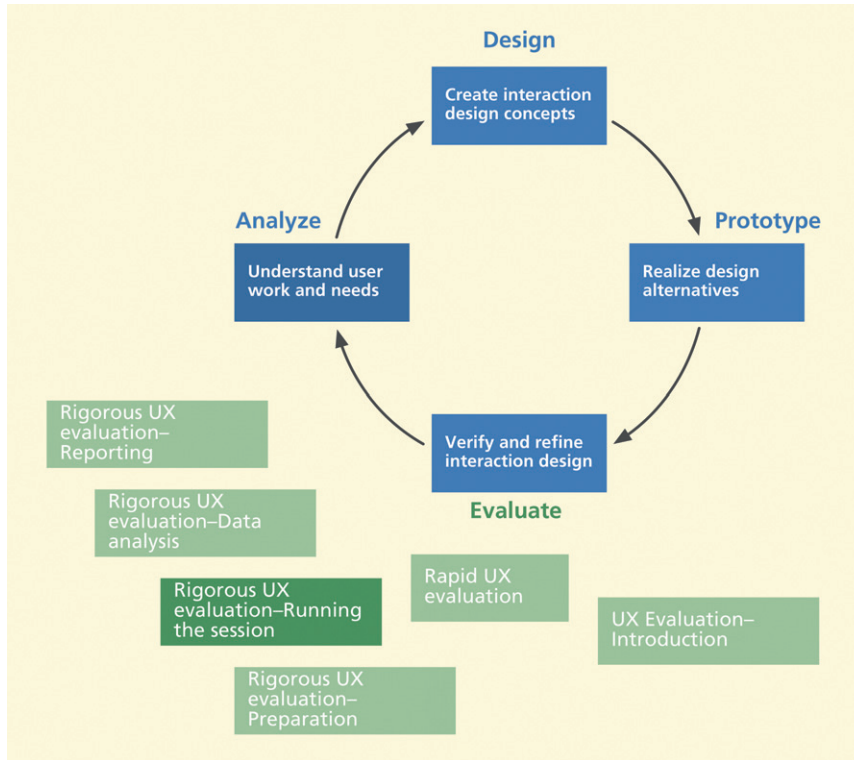 Design
Create interaction
design concepts
Analyze
Prototype
Understand user
work and needs
Realize design
alternatives
Verify and refine
interaction design
Evaluate
Rigorous UX
evaluation–
Reporting
Rigorous UX
evaluation–Data
analysis
Rigorous UX
evaluation–Running
the session
Rigorous UX
evaluation–
Preparation
Rapid UX
evaluation
UX Evaluation–
Introduction